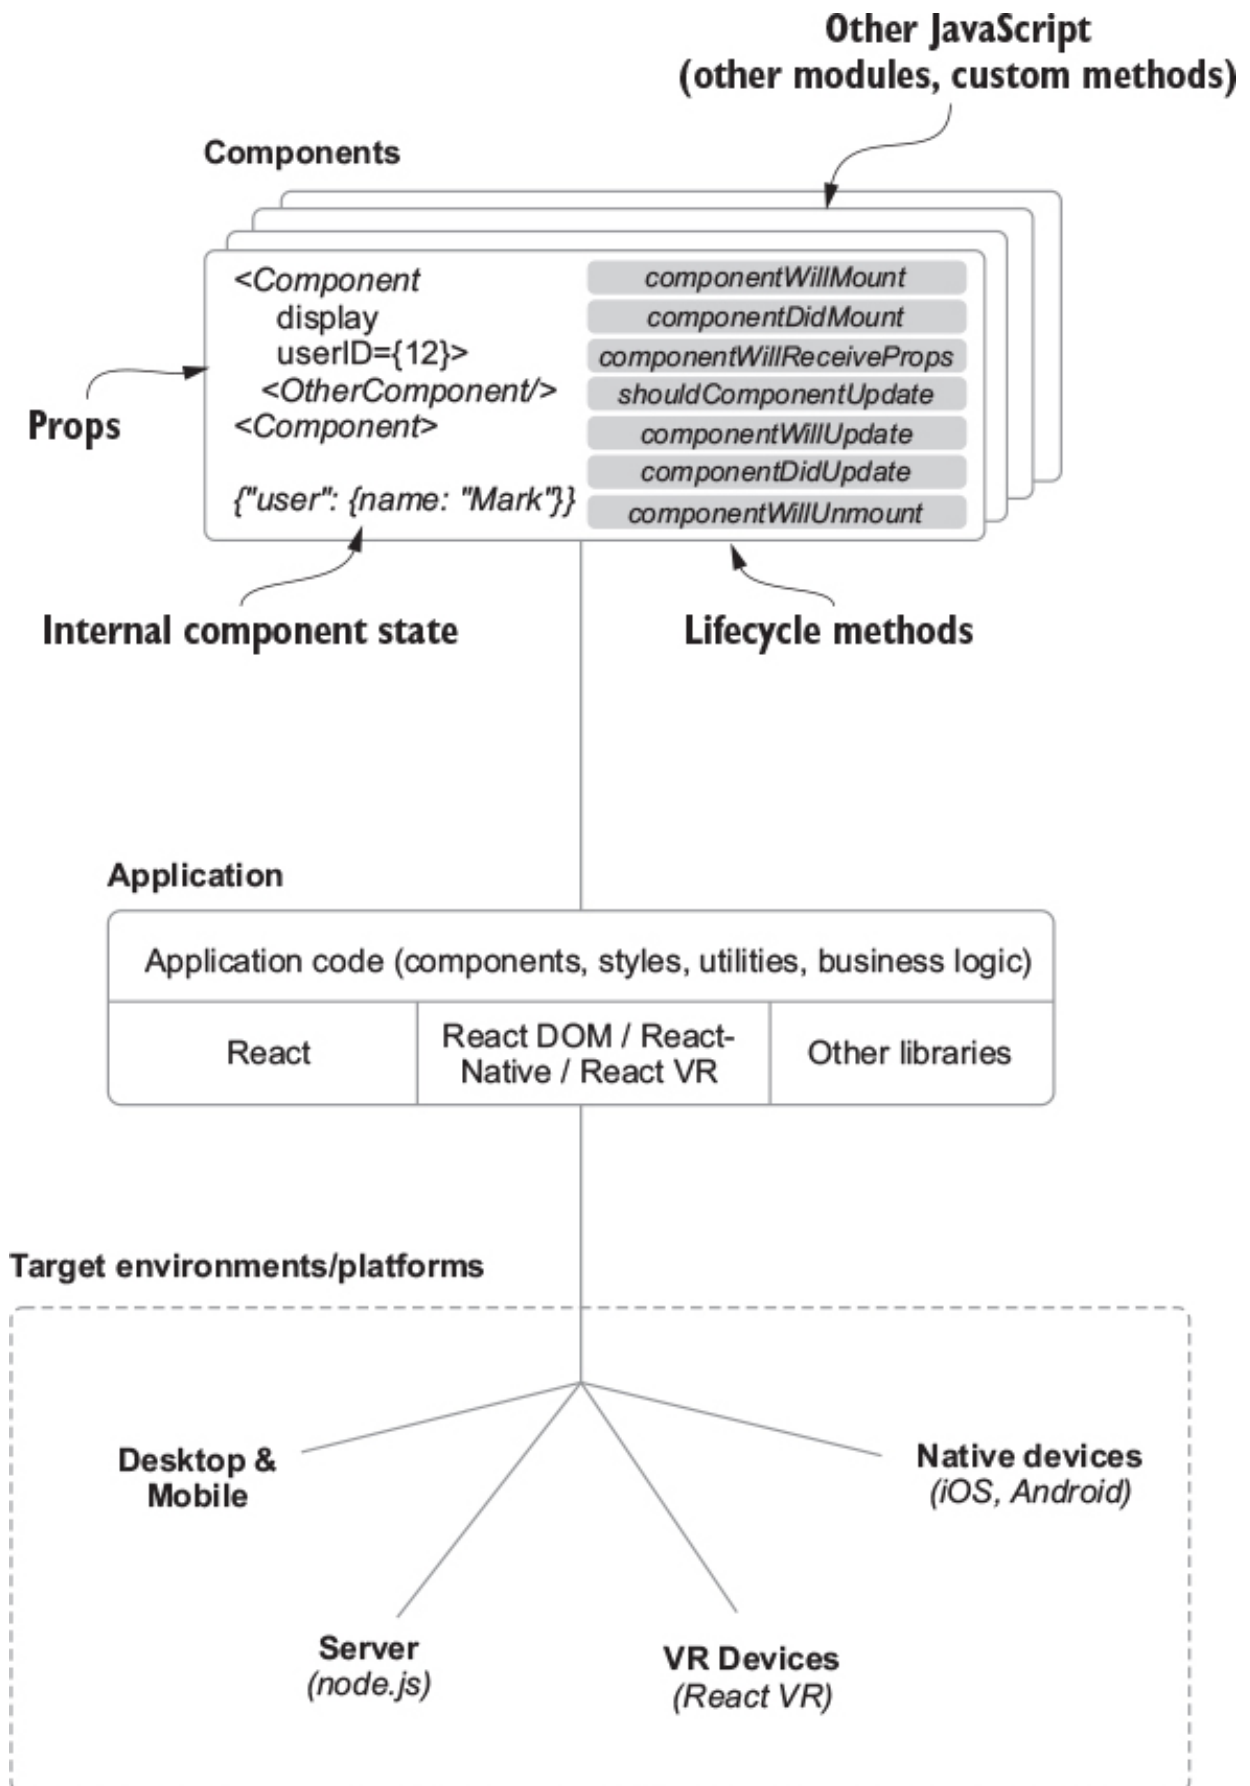 Other JavaScript
(other modules, custom methods)
Components
<Component
display
userID={12}>
<OtherComponent/>
<Component>
{"user": {name: "Mark"}}
componentWillMount
componentDidMount
componentWillReceiveProps
shouldComponentUpdate
componentWillUpdate
componentDidUpdate
componentWillUnmount
Props
Internal component state
Lifecycle methods
Application
Application code (components, styles, utilities, business logic)
React
React DOM / React-
Native / React VR
Other libraries
Target environments/platforms
Desktop &
Mobile
Server
(node.js)
VR Devices
(React VR)
Native devices
(iOS, Android)